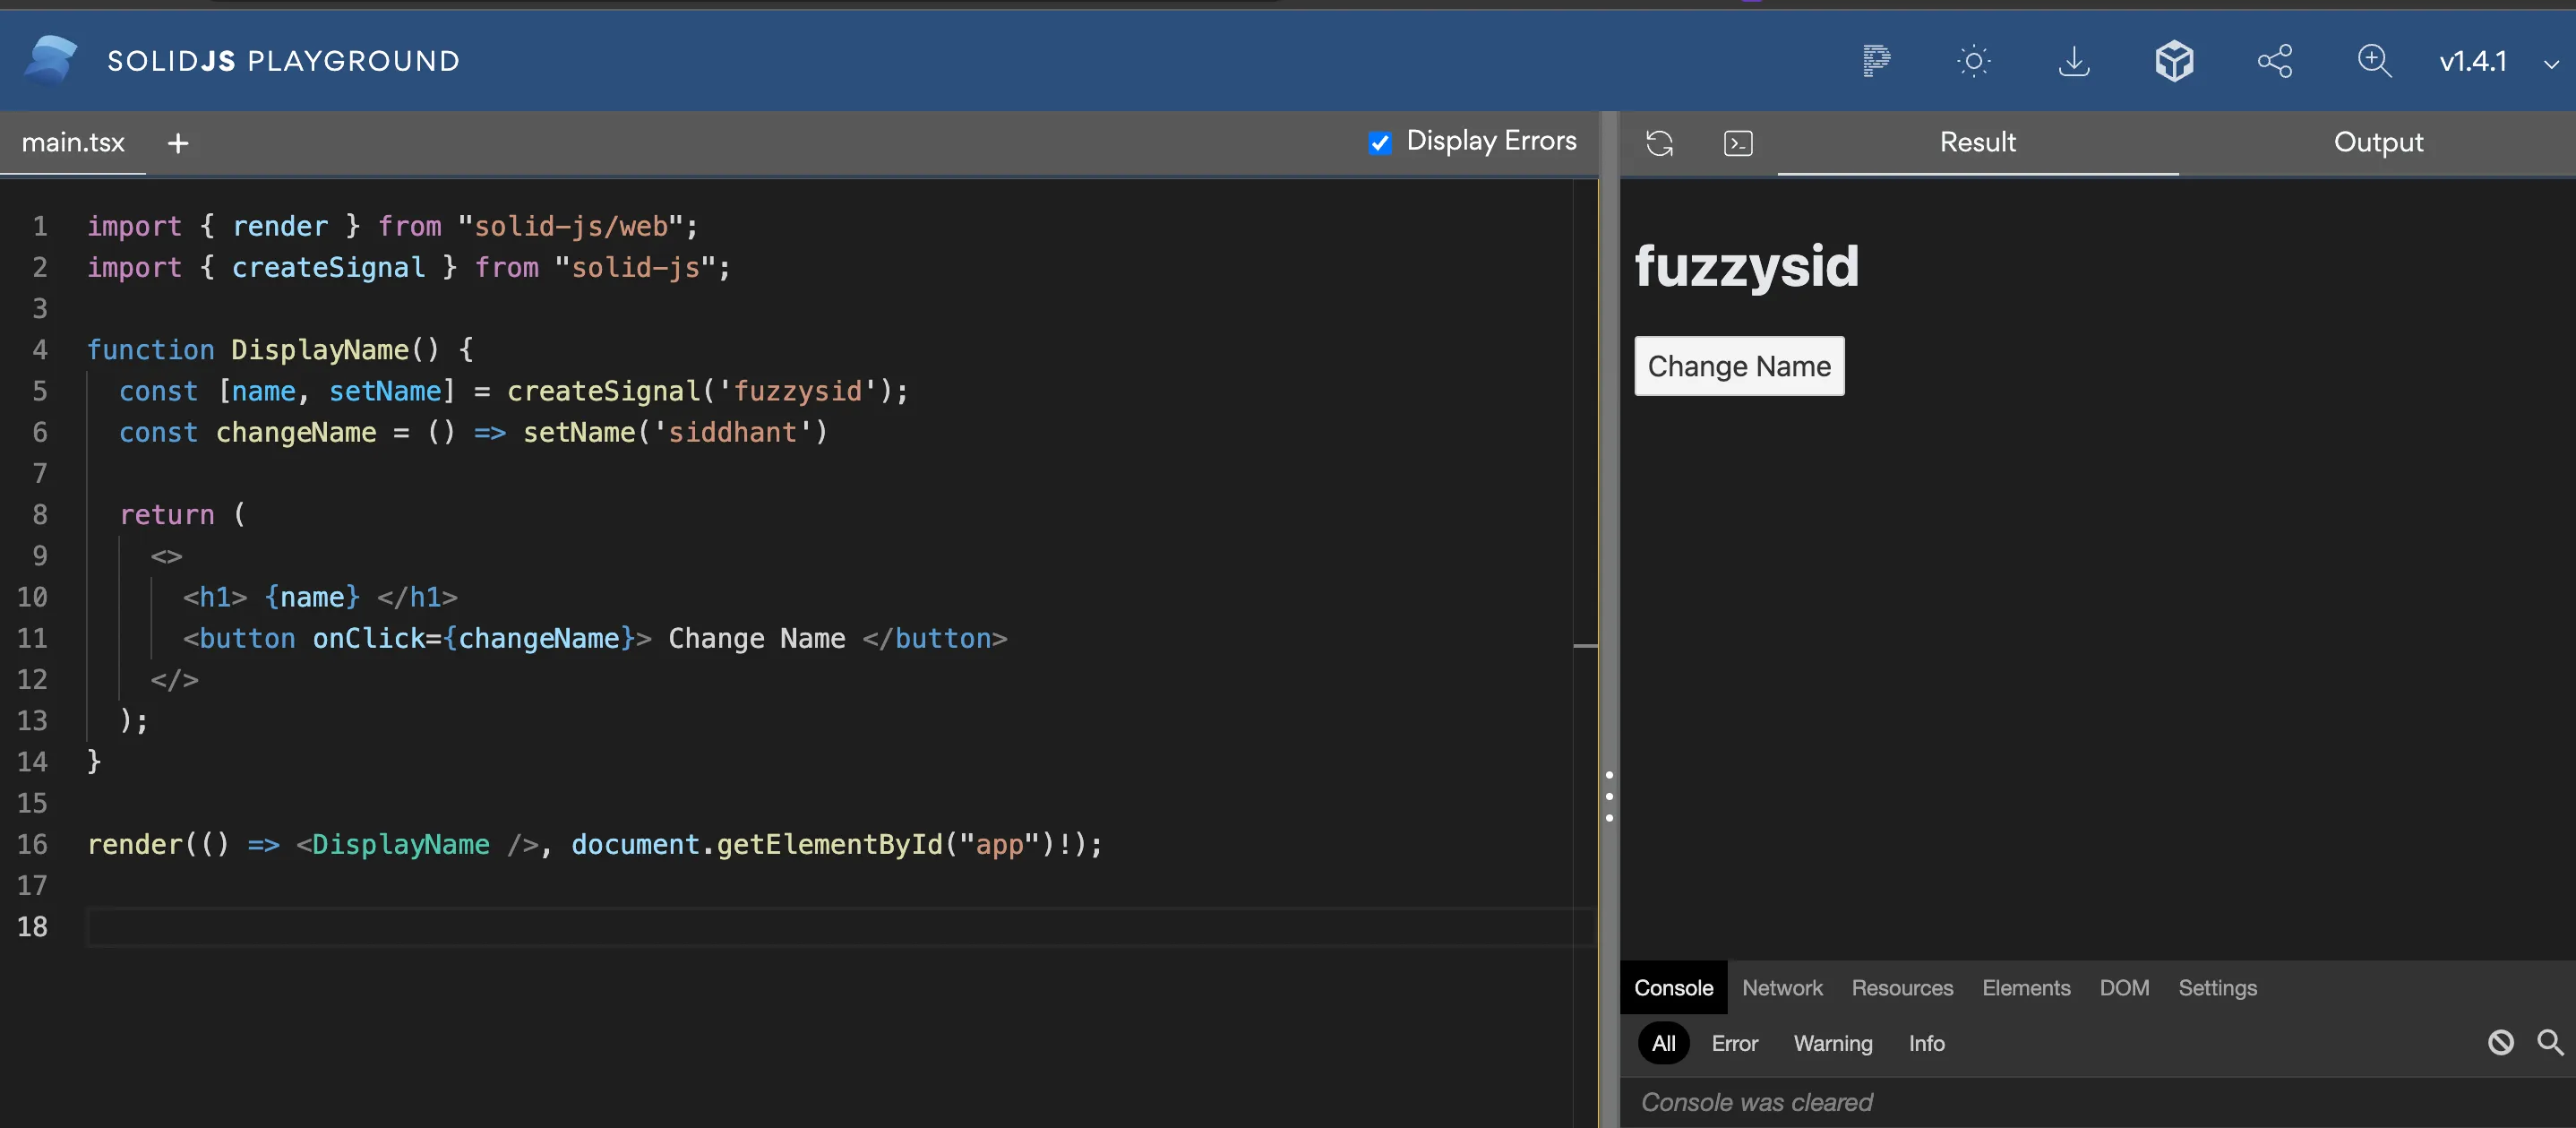 SOLIDJS PLAYGROUND
v1.4.1
main.tsx +
Display Errors
Result
Output
1 import { render } from "solid-js/web";
2 import { createSignal } from "solid-js";
3
4 function DisplayName() {
5   const [name, setName] = createSignal('fuzzysid');
6   const changeName = () => setName('siddhant')
7
8   return (
9     <>
10       <h1> {name} </h1>
11       <button onClick={changeName}> Change Name </button>
12     </>
13   );
14 }
15
16 render(() => <DisplayName />, document.getElementById("app")!);
17
18
fuzzysid
Change Name
Console Network Resources Elements DOM Settings
All Error Warning Info
Console was cleared